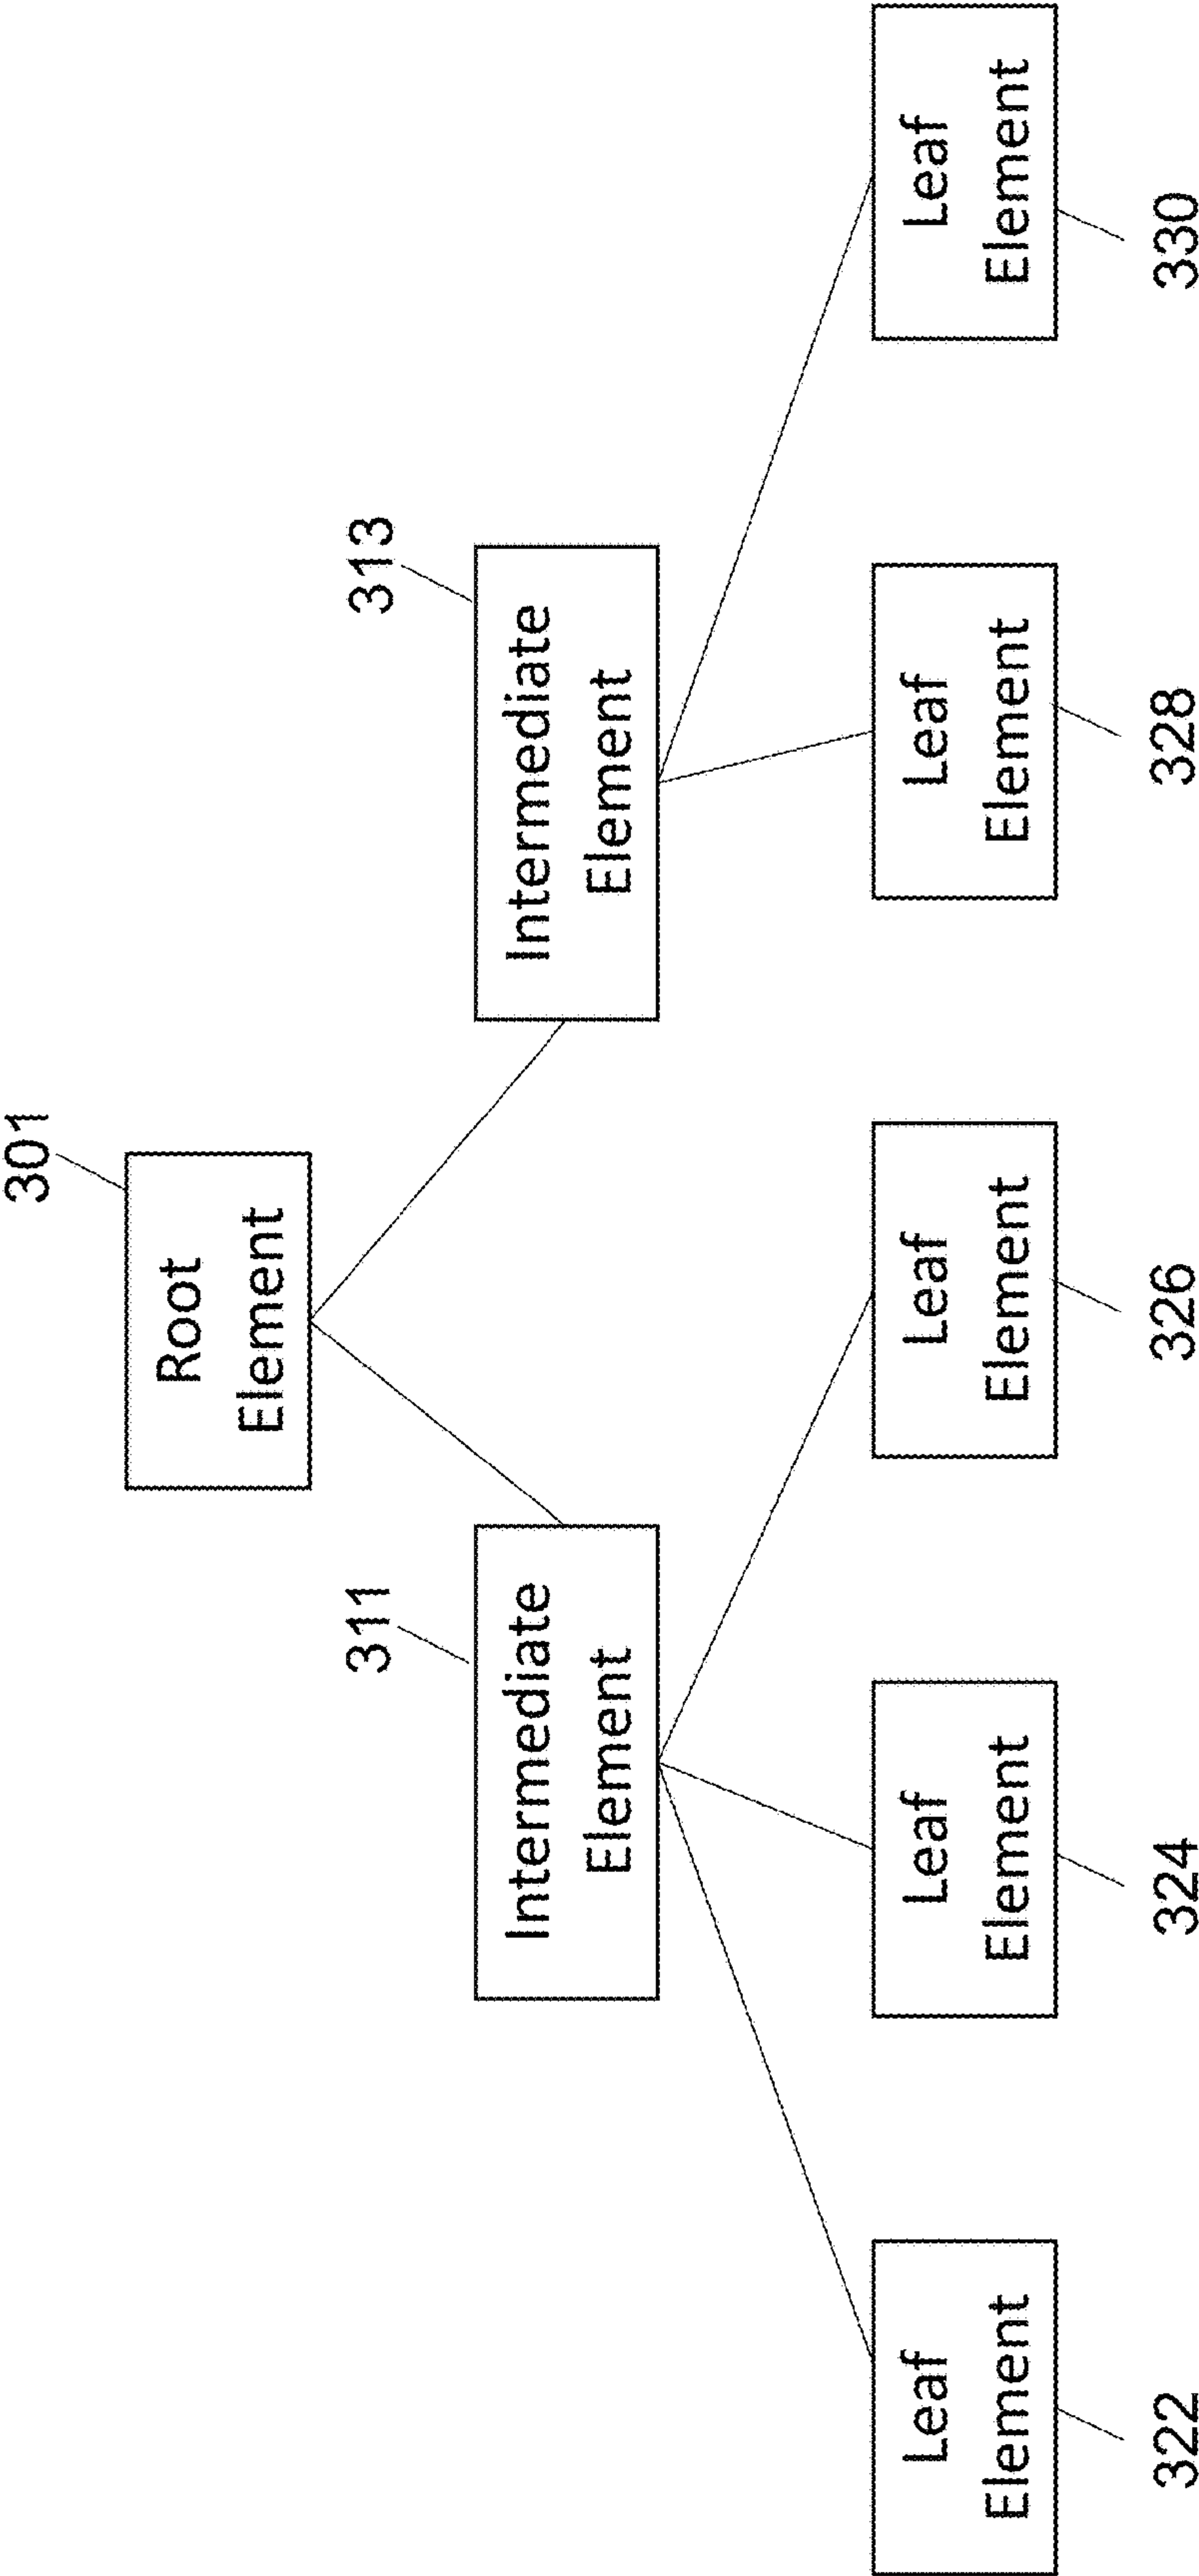 301
Root
Element
311
313
Intermediate
Element
Intermediate
Element
Leaf
Element
Leaf
Element
Leaf
Element
Leaf
Element
Leaf
Element
322
324
326
328
330